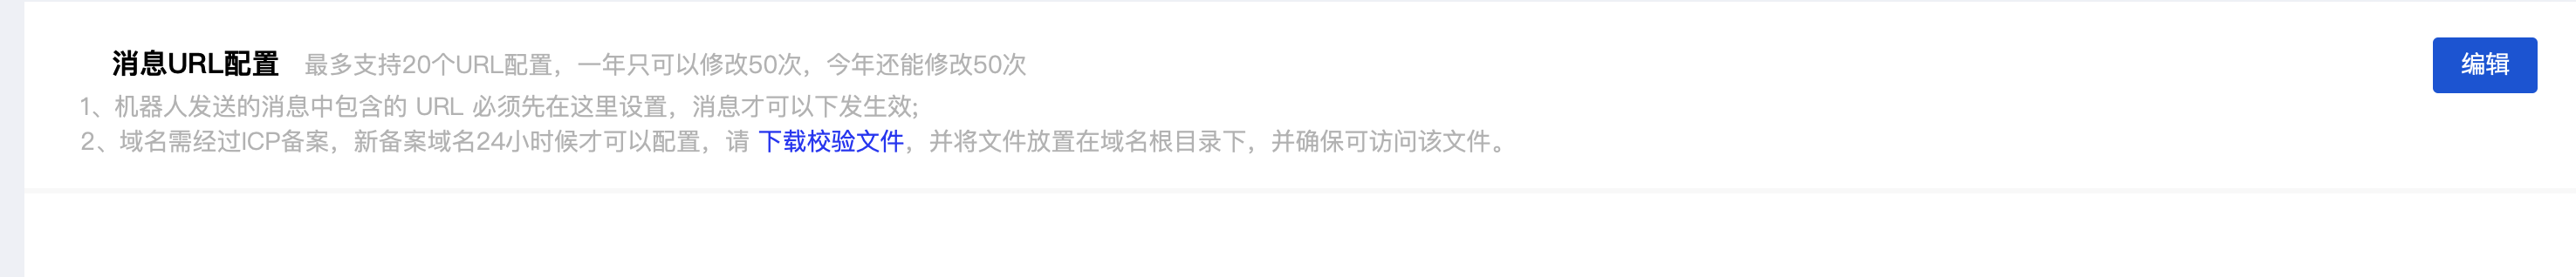 消息URL配置 最多支持20个URL配置，一年只可以修改50次，今年还能修改50次
编辑
1、机器人发送的消息中包含的 URL 必须先在这里设置，消息才可以下发生效;
2、域名需经过ICP备案，新备案域名24小时候才可以配置，请 下载校验文件，并将文件放置在域名根目录下，并确保可访问该文件。